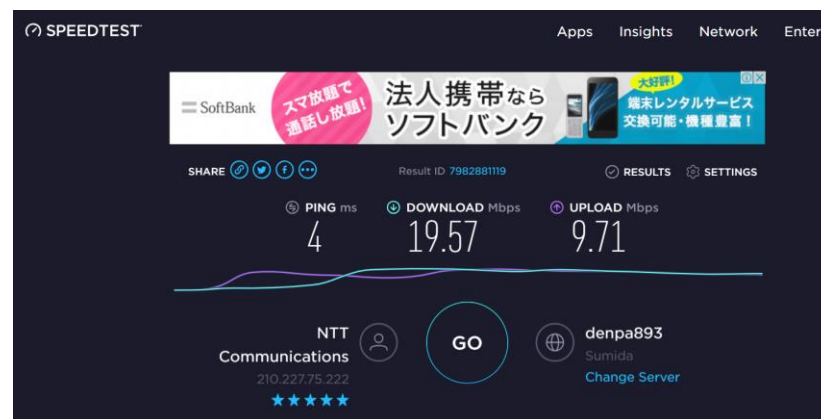 SPEEDTEST
Apps Insights Network Enter
SoftBank
スマ放題で
通話し放題!
法人携帯なら
ソフトバンク
大好評!
端末レンタルサービス
交換可能・機種豊富!
SHARE
Result ID 7982881119
RESULTS SETTINGS
PING ms DOWNLOAD Mbps UPLOAD Mbps
4 19.57 9.71
NTT
Communications
210.227.75.222
GO
denpa893
Sumida
Change Server